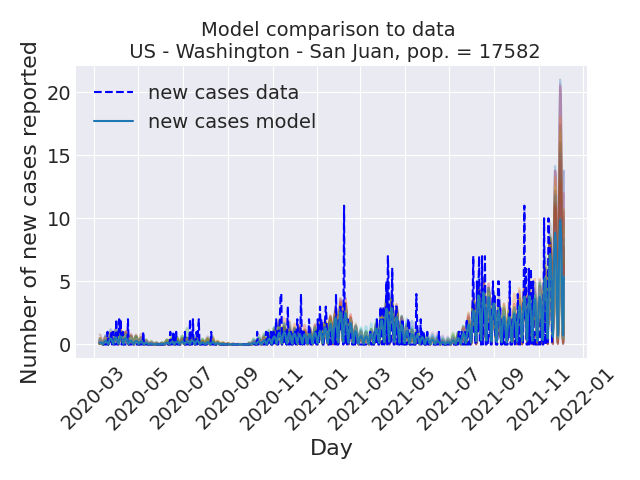 Model comparison to data
US - Washington - San Juan, pop. = 17582
Number of new cases reported
20
15
10
5
0
new cases data
new cases model
2020-03
2020-05
2020-07
2020-09
2020-11
2021-01
2021-03
2021-05
2021-07
2021-09
2021-11
2022-01
Day